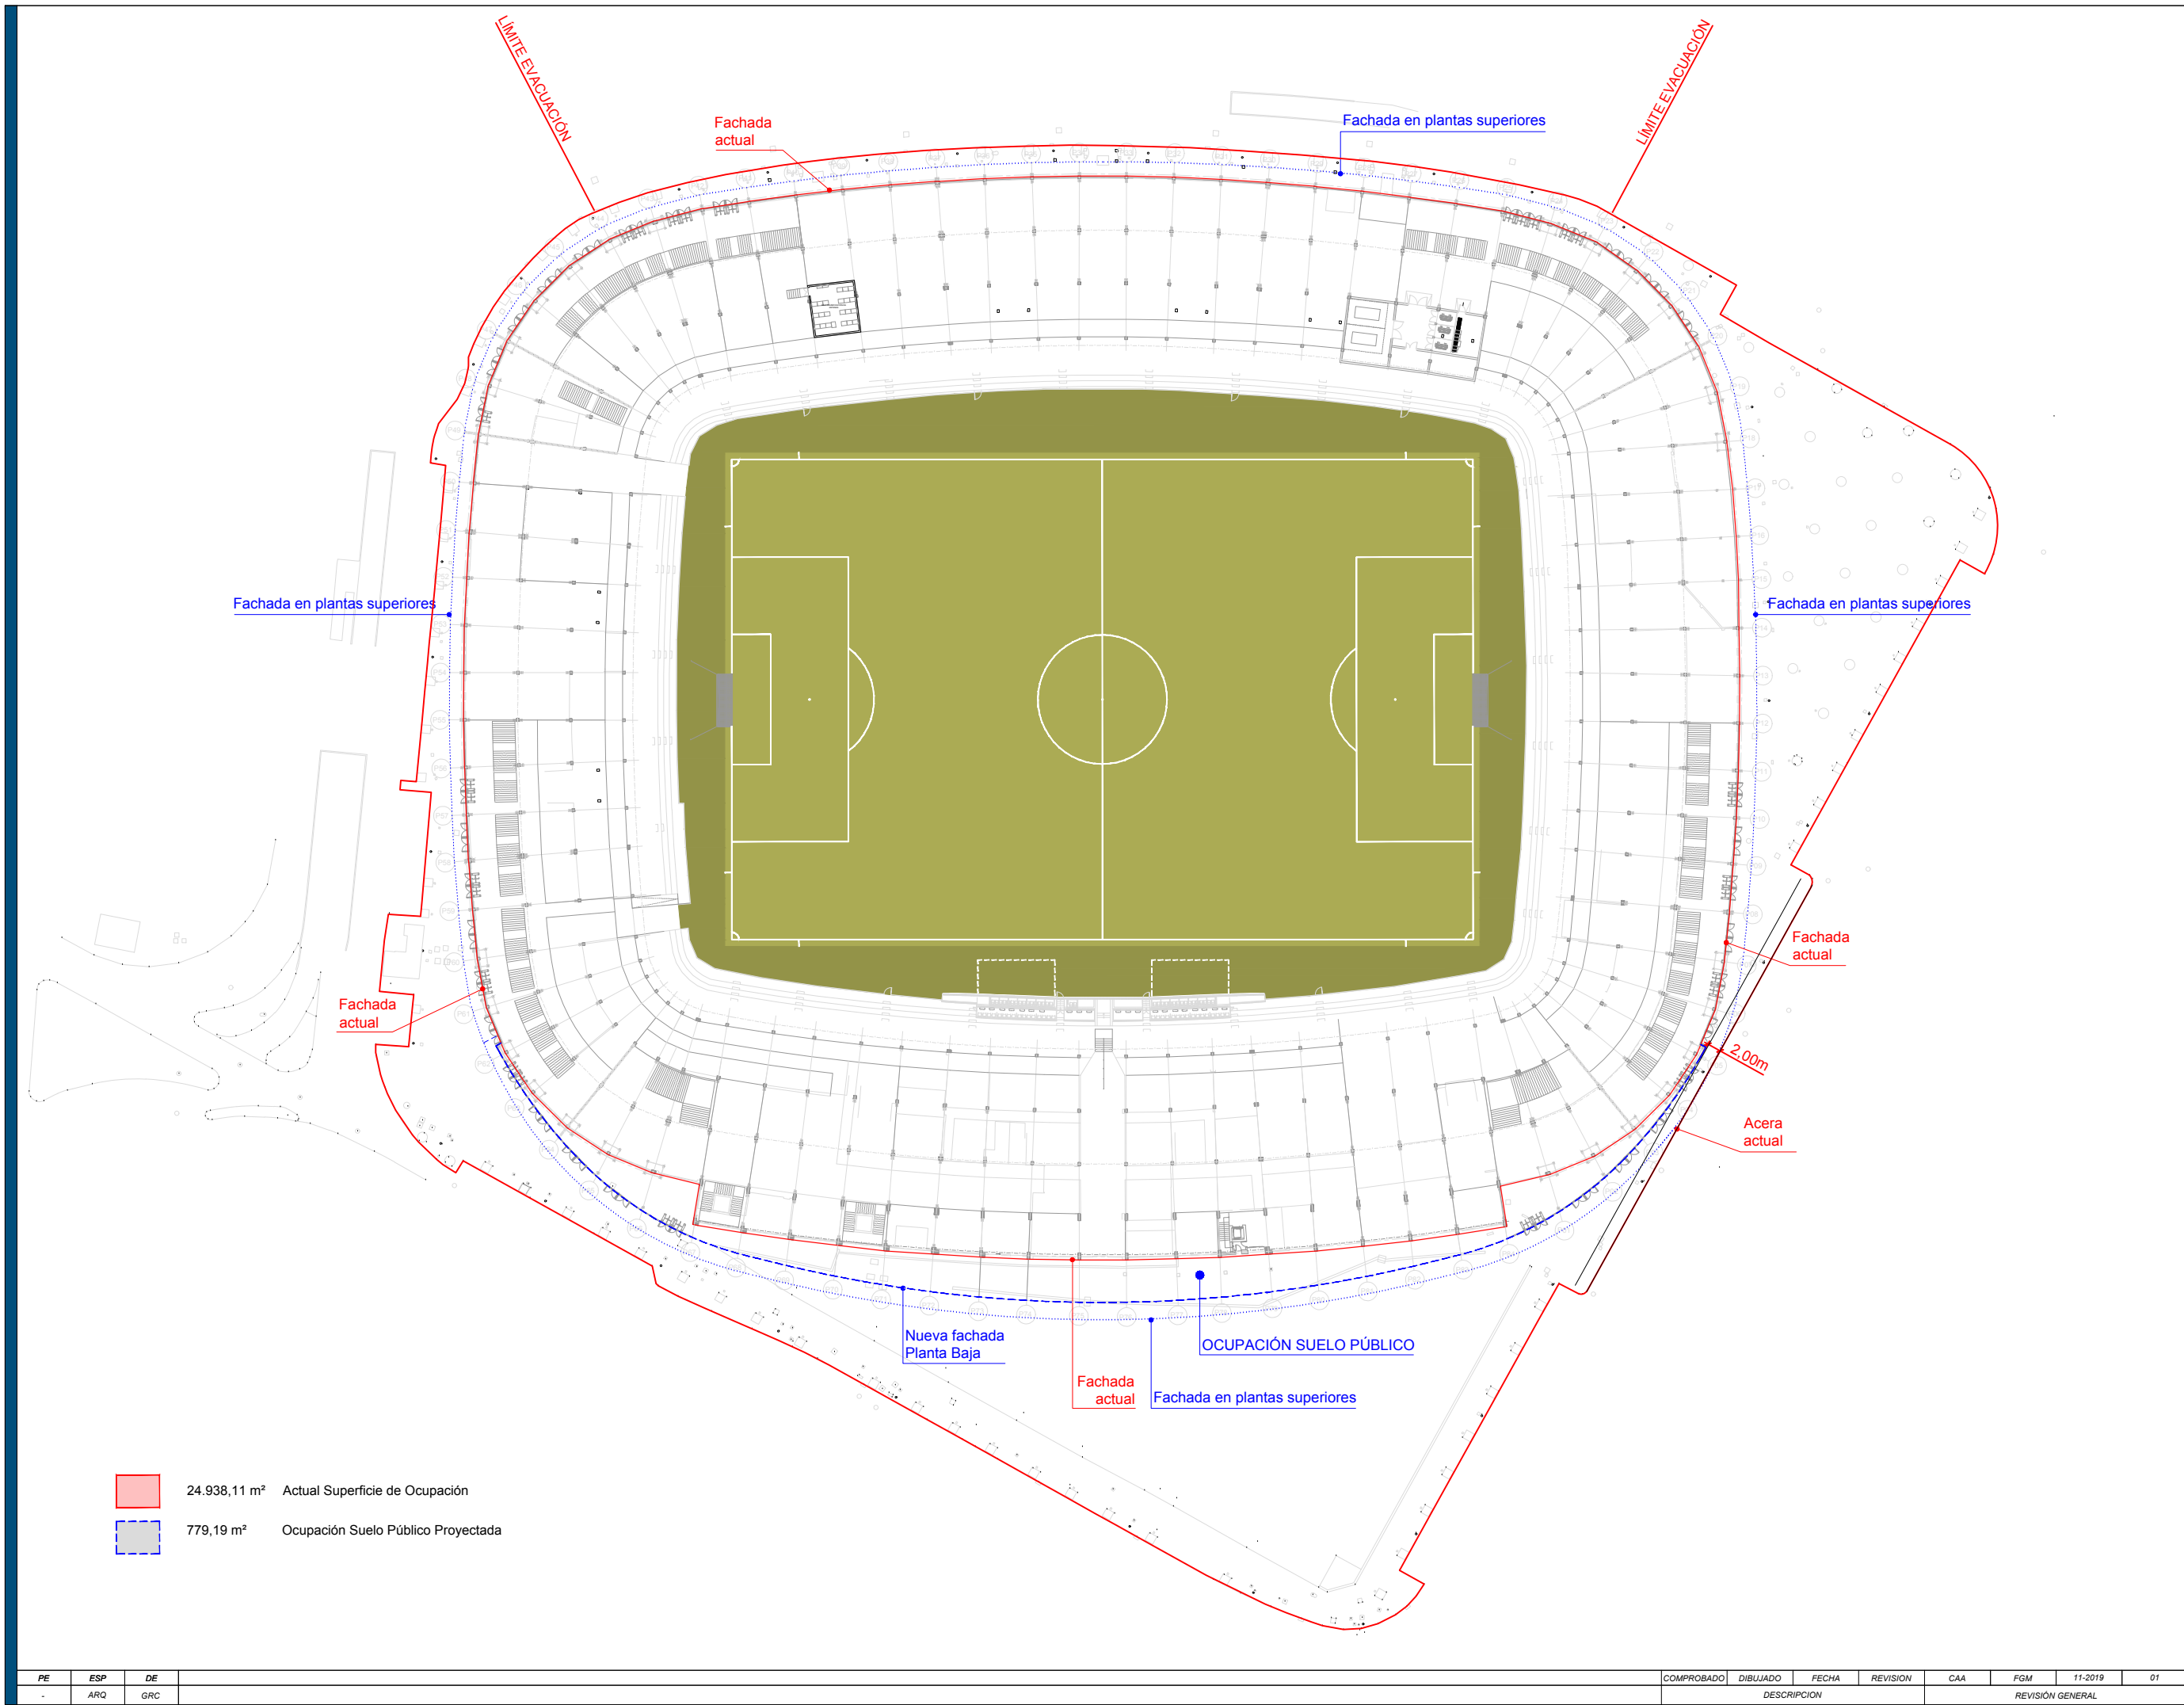 LÍMITE EVACUACIÓN
LÍMITE EVACUACIÓN
Fachada
actual
Fachada en plantas superiores
Fachada en plantas superiores
Fachada en plantas superiores
Fachada
actual
Fachada
actual
2,00m
Acera
actual
Nueva fachada
Planta Baja
OCUPACIÓN SUELO PÚBLICO
Fachada
actual
Fachada en plantas superiores
24.938,11 m² Actual Superficie de Ocupación
779,19 m² Ocupación Suelo Público Proyectada
PE ESP DE
- ARQ GRC
COMPROBADO DIBUJADO FECHA REVISION CAA FGM 11-2019 01
DESCRIPCION REVISIÓN GENERAL